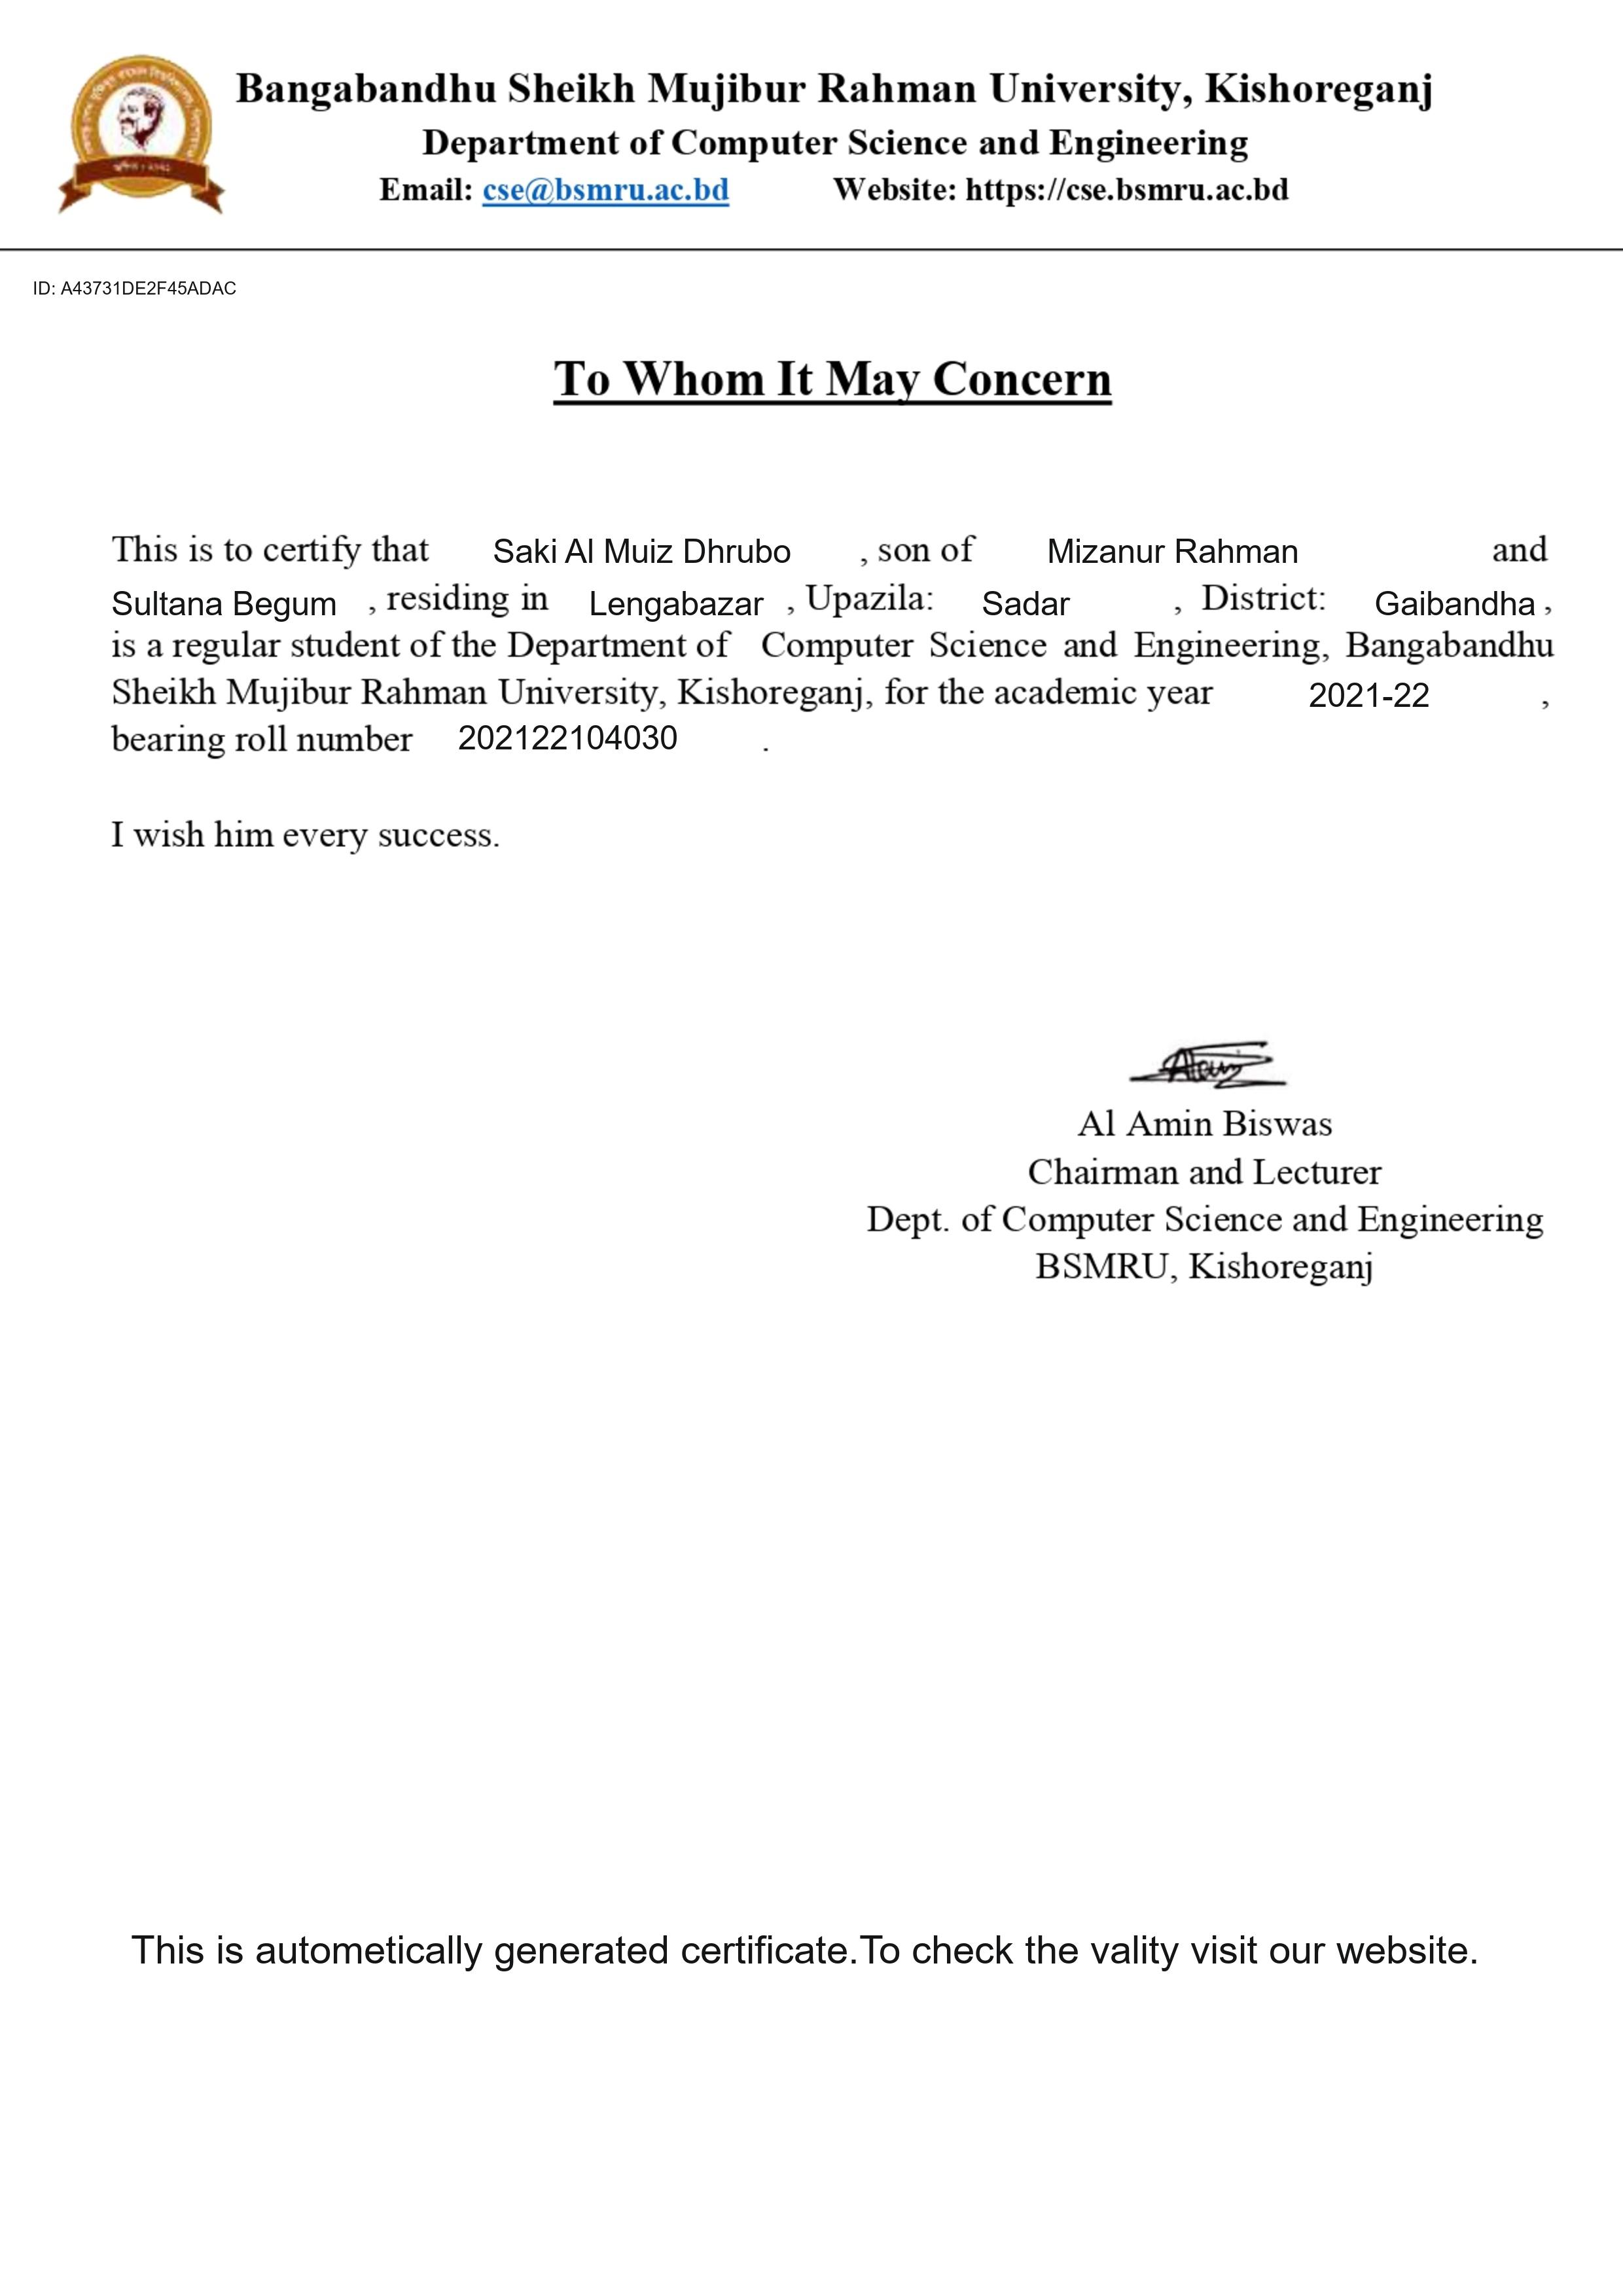 Bangabandhu Sheikh Mujibur Rahman University, Kishoreganj
Department of Computer Science and Engineering
Email: cse@bsmru.ac.bd Website: https://cse.bsmru.ac.bd
ID: A43731DE2F45ADAC
To Whom It May Concern
This is to certify that Saki Al Muiz Dhrubo , son of Mizanur Rahman and
Sultana Begum , residing in Lengabazar , Upazila: Sadar , District: Gaibandha ,
is a regular student of the Department of Computer Science and Engineering, Bangabandhu
Sheikh Mujibur Rahman University, Kishoreganj, for the academic year 2021-22 ,
bearing roll number 202122104030 .
I wish him every success.
Al Amin Biswas
Chairman and Lecturer
Dept. of Computer Science and Engineering
BSMRU, Kishoreganj
This is autometically generated certificate.To check the vality visit our website.